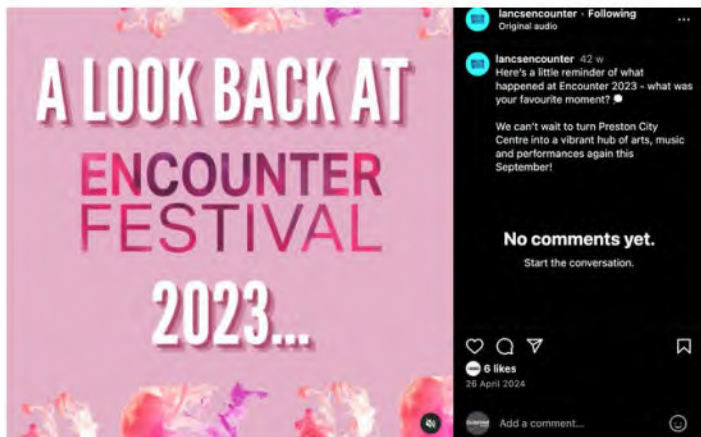 A LOOK BACK AT
ENCOUNTER
FESTIVAL
2023...
lancsencounter • Following
Original audio
lancsencounter 42 w
Here's a little reminder of what
happened at Encounter 2023 - what was
your favourite moment? 💭
We can't wait to turn Preston City
Centre into a vibrant hub of arts, music
and performances again this
September!
No comments yet.
Start the conversation.
6 likes
26 April 2024
Add a comment...